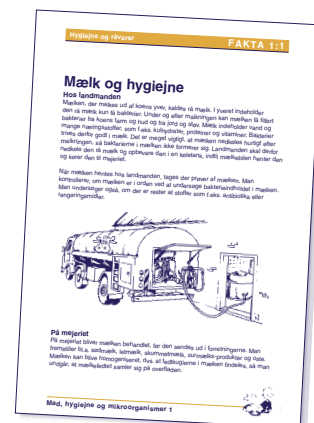 Hygiejne og råvarer
FAKTA 1:1
Mælk og hygiejne
Hos landmanden
Mælken, der malkes ud af koens yver, kaldes rå mælk. I yveret indeholder
den rå mælk kun få bakterier. Under og efter malkningen kan mælken få tilført
bakterier fra koens tarm og hud og fra jord og støv. Mælk indeholder vand og
mange næringsstoffer, som f.eks. kulhydrater, proteiner og vitaminer. Bakterier
trives derfor godt i mælk. Det er meget vigtigt, at mælken nedkøles hurtigt efter
malkningen, så bakterierne i mælken ikke formerer sig. Landmanden skal derfor
nedkøle den rå mælk og opbevare den i en køletank, indtil mælkebilen henter den
og kører den til mejeriet.
Når mælken hentes hos landmanden, tages der prøver af mælken. Man
kontrollerer, om mælken er i orden ved at undersøge bakterieindholdet i mælken.
Man undersøger også, om der er rester af stoffer som f.eks. antibiotika eller
rengøringsmidler.
På mejeriet
På mejeriet bliver mælken behandlet, før den sendes ud i forretningerne. Man
fremstiller bl.a. sødmælk, letmælk, skummetmælk, surmælks-produkter og oste.
Mælken kan blive homogeniseret, dvs. at fedtkuglerne i mælken findeles, så man
undgår, at mælkefedtet samler sig på overfladen.
Mad, hygiejne og mikroorganismer 1